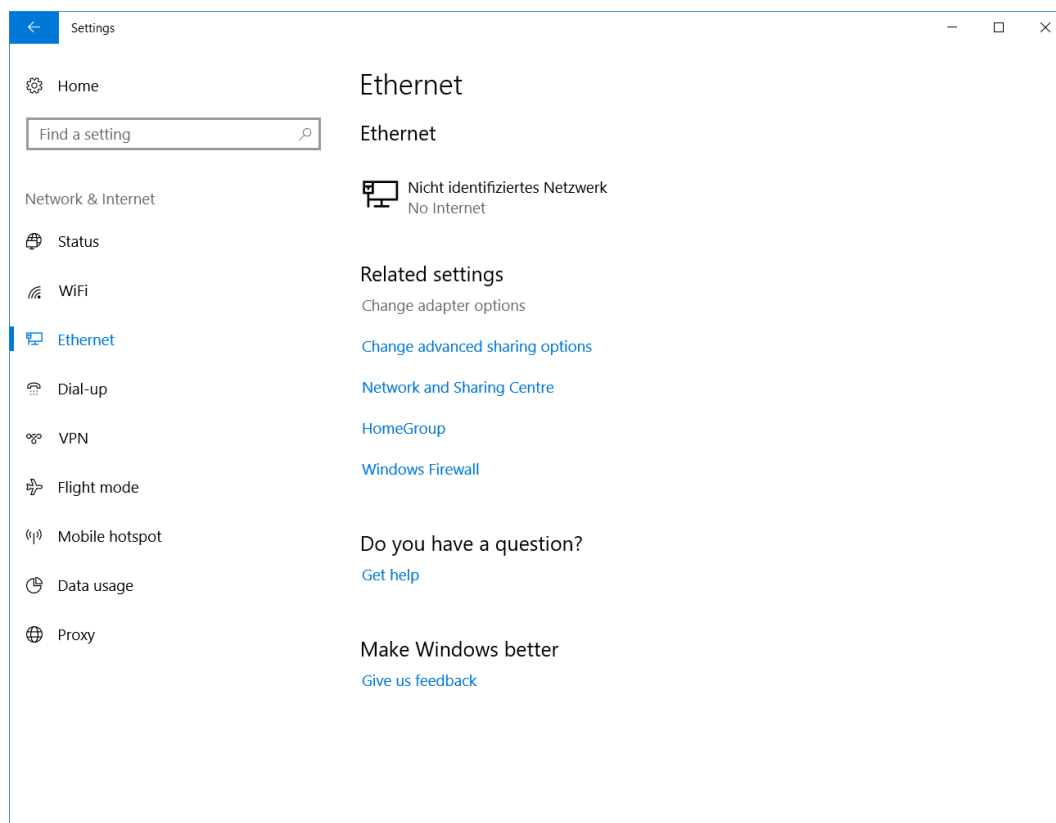 Settings
Home
Find a setting
Network & Internet
Status
WiFi
Ethernet
Dial-up
VPN
Flight mode
Mobile hotspot
Data usage
Proxy
Ethernet
Ethernet
Nicht identifiziertes Netzwerk
No Internet
Related settings
Change adapter options
Change advanced sharing options
Network and Sharing Centre
HomeGroup
Windows Firewall
Do you have a question?
Get help
Make Windows better
Give us feedback